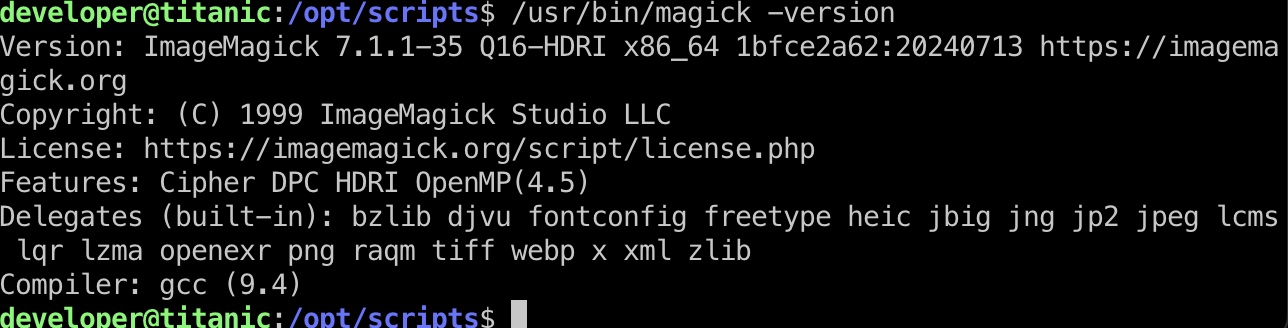 developer@titanic:/opt/scripts$ /usr/bin/magick -version
Version: ImageMagick 7.1.1-35 Q16-HDRI x86_64 1bfce2a62:20240713 https://imagema
gick.org
Copyright: (C) 1999 ImageMagick Studio LLC
License: https://imagemagick.org/script/license.php
Features: Cipher DPC HDRI OpenMP(4.5)
Delegates (built-in): bzlib djvu fontconfig freetype heic jbig jng jp2 jpeg lcms
 lqr lzma openexr png raqm tiff webp x xml zlib
Compiler: gcc (9.4)
developer@titanic:/opt/scripts$